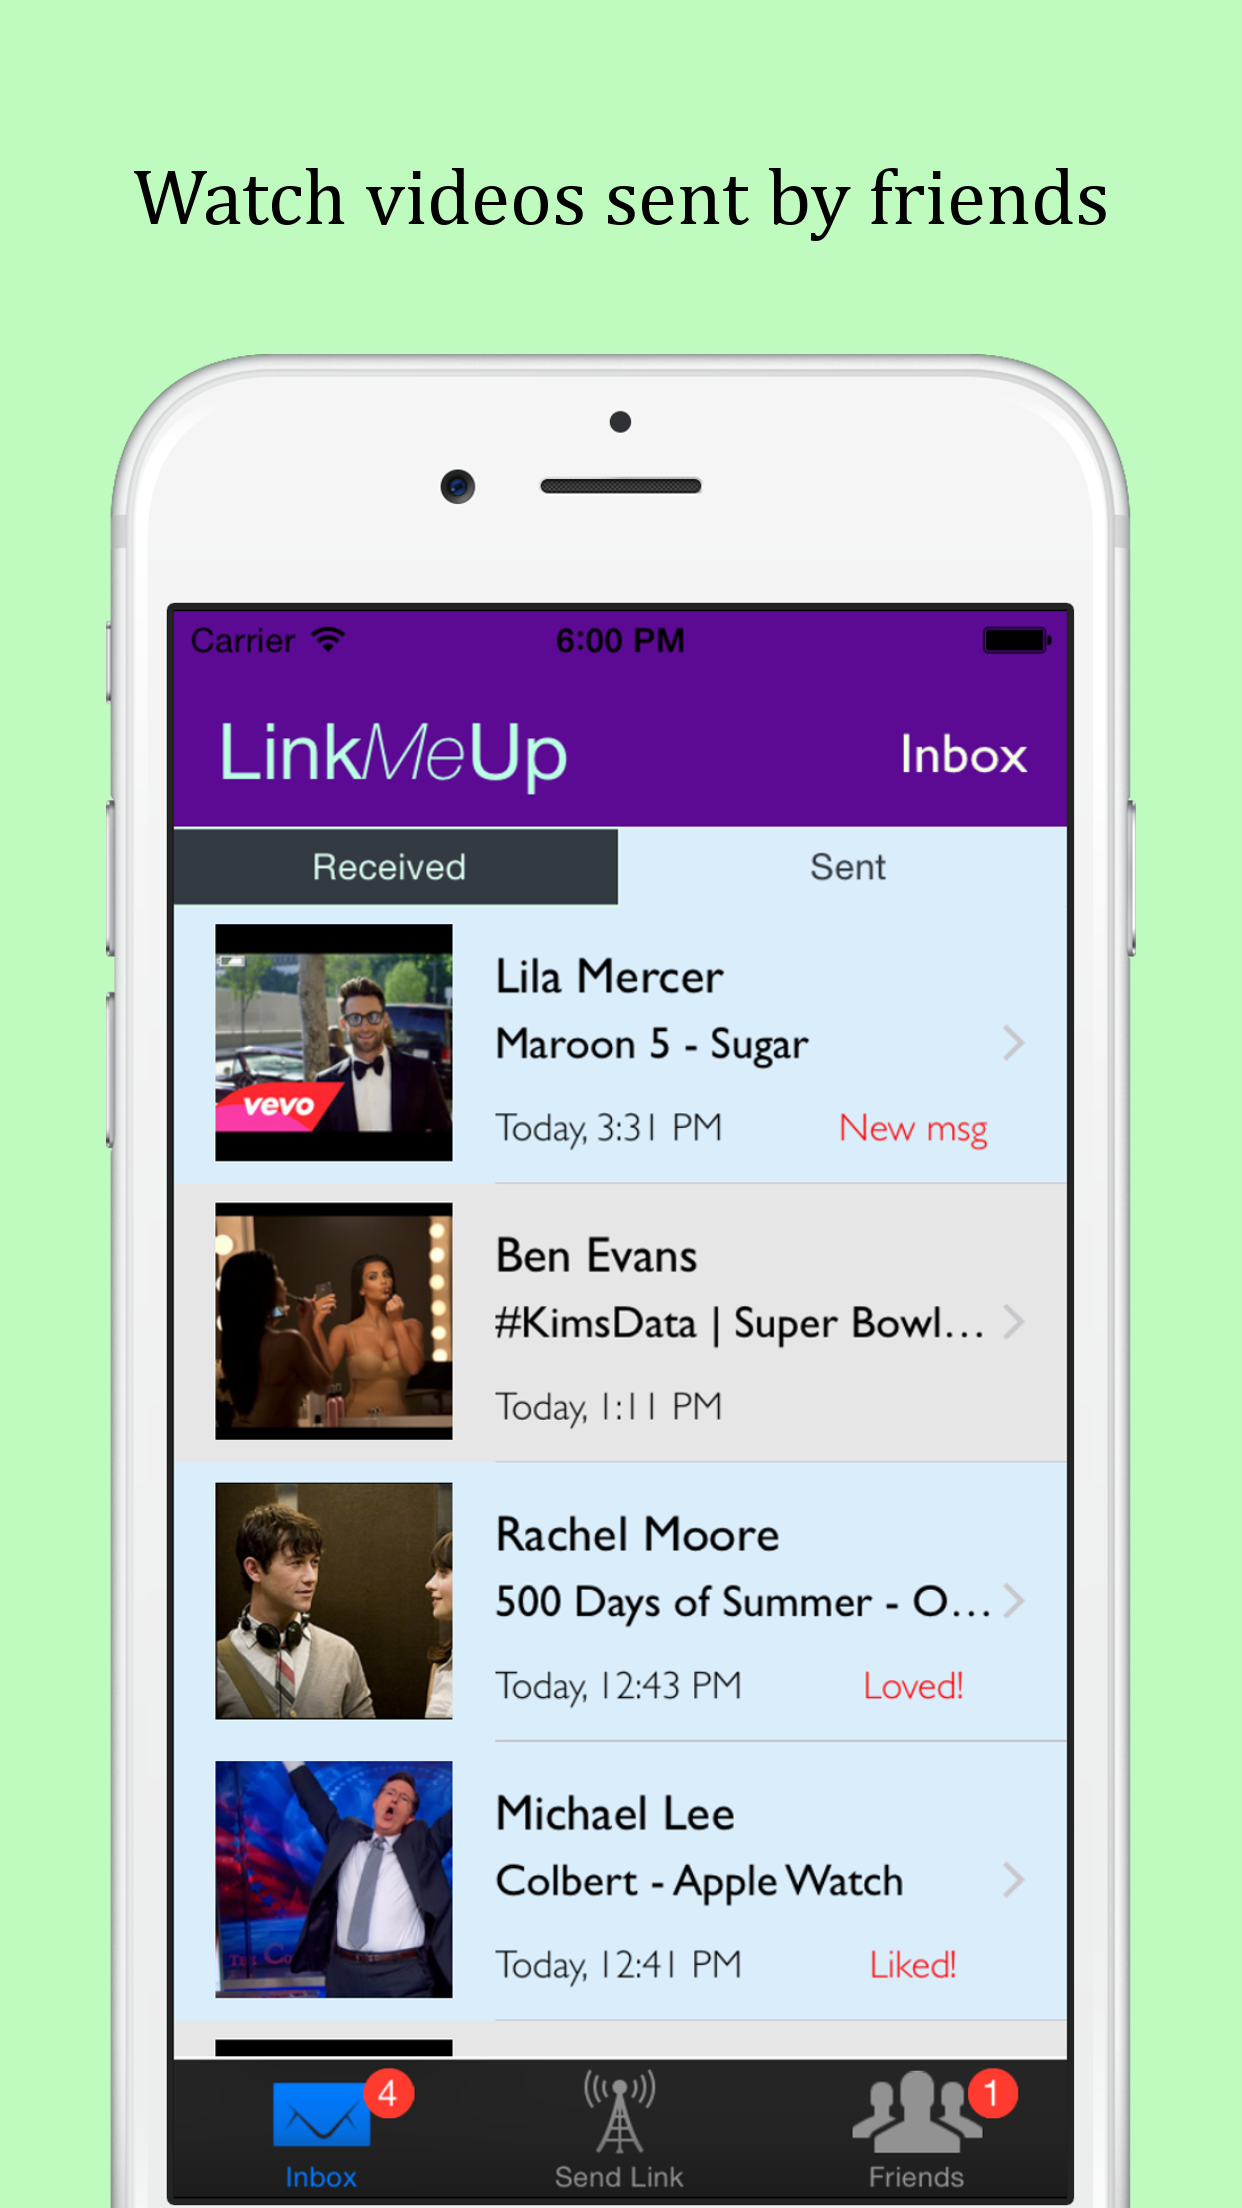 Watch videos sent by friends
Carrier 6:00 PM
LinkMeUp Inbox
Received Sent
Lila Mercer
Maroon 5 - Sugar
Today, 3:31 PM New msg
vevo
Ben Evans
#KimsData | Super Bowl...
Today, 1:11 PM
Rachel Moore
500 Days of Summer - O...
Today, 12:43 PM Loved!
Michael Lee
Colbert - Apple Watch
Today, 12:41 PM Liked!
THE CO
4 1
Inbox Send Link Friends